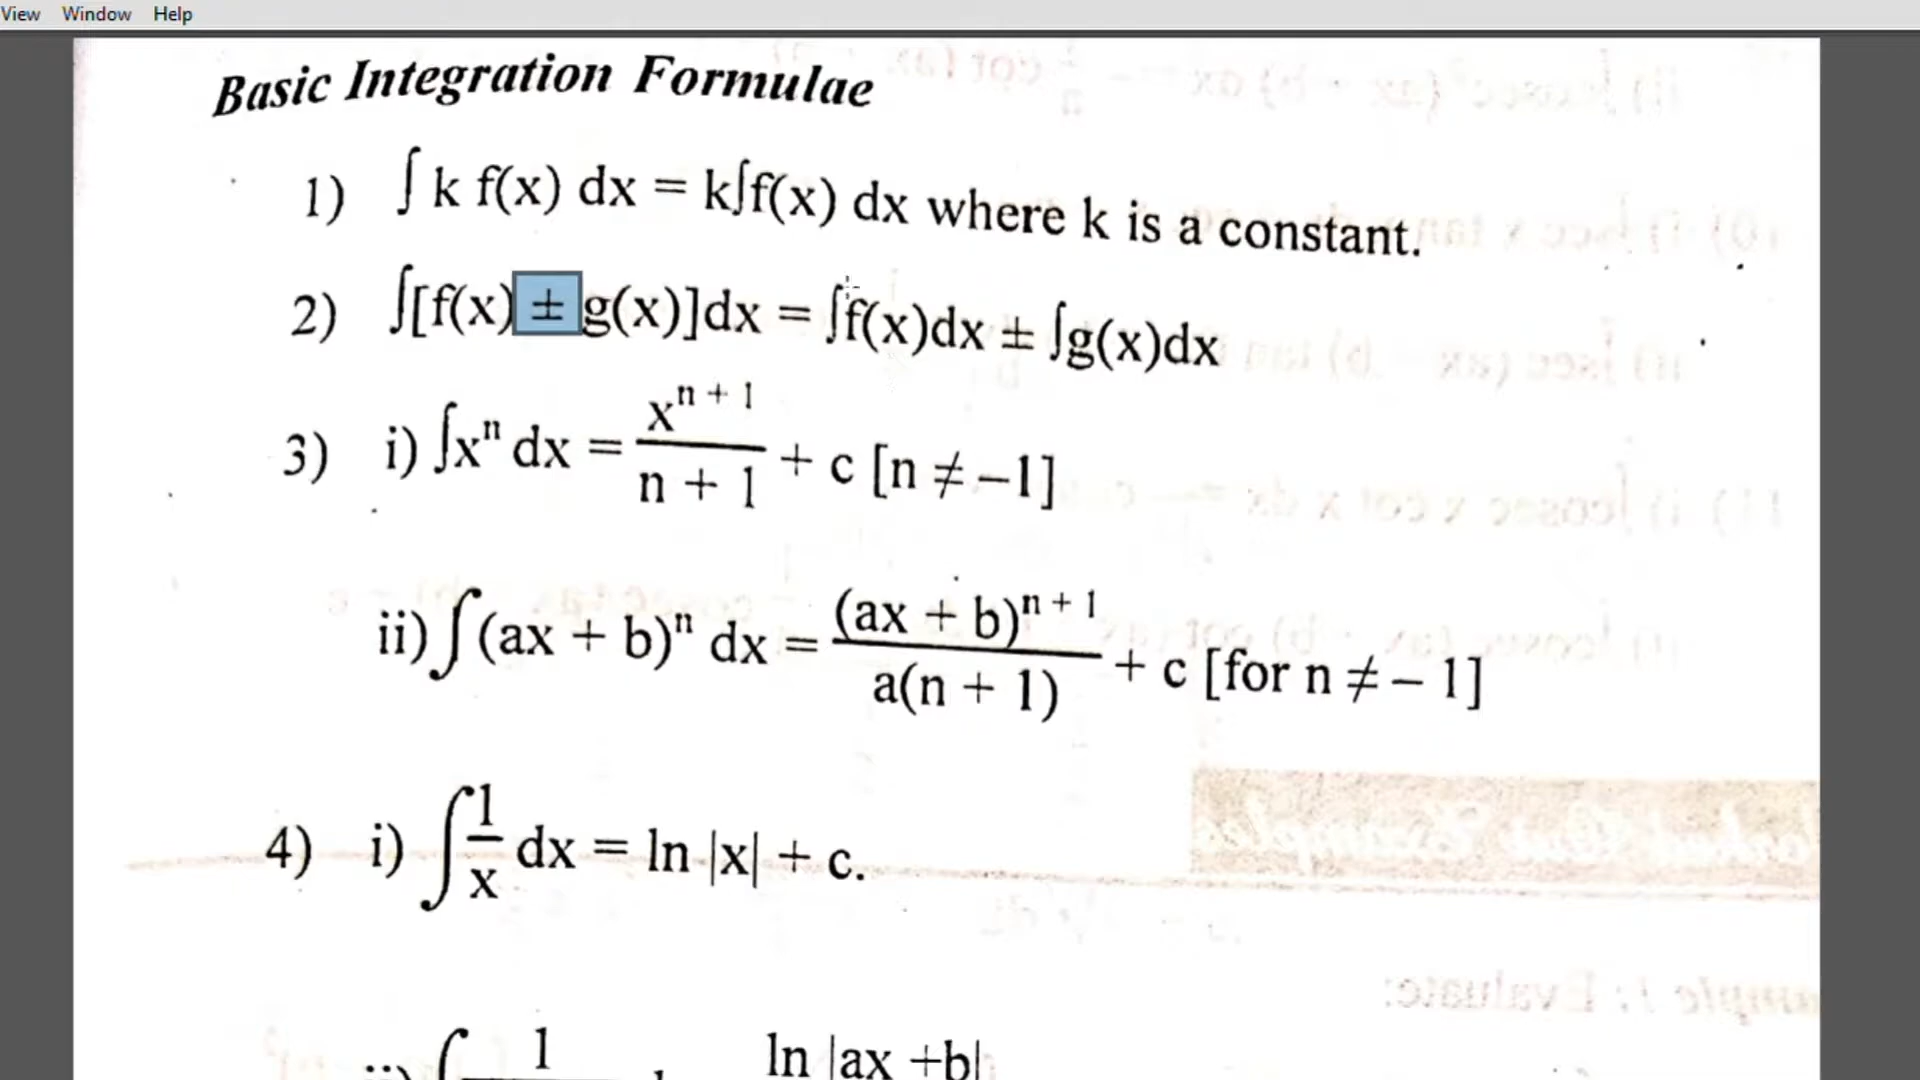 View Window Help
Basic Integration Formulae
1) ∫ k f(x) dx = k∫f(x) dx where k is a constant.
2) ∫[f(x) ± g(x)]dx = ∫f(x)dx ± ∫g(x)dx
3) i) ∫xⁿ dx = xⁿ⁺¹/(n + 1) + c [n ≠ –1]
ii) ∫(ax + b)ⁿ dx = (ax + b)ⁿ⁺¹/a(n + 1) + c [for n ≠ – 1]
4) i) ∫1/x dx = ln |x| + c.
ln |ax +b|